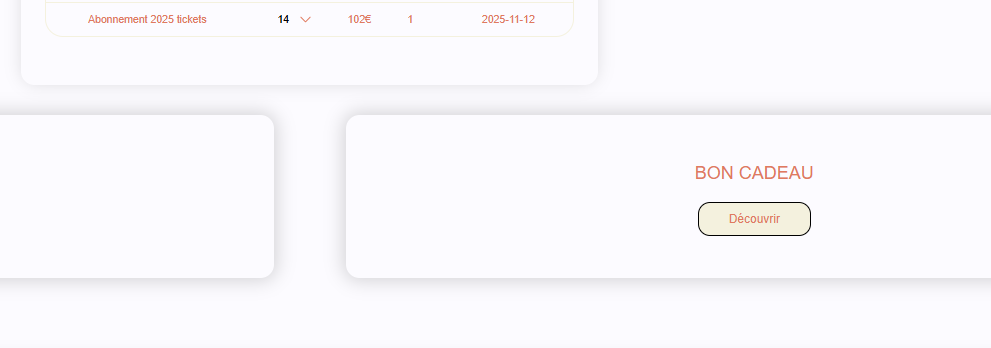 Abonnement 2025 tickets 14 102€ 1 2025-11-12
BON CADEAU
Découvrir